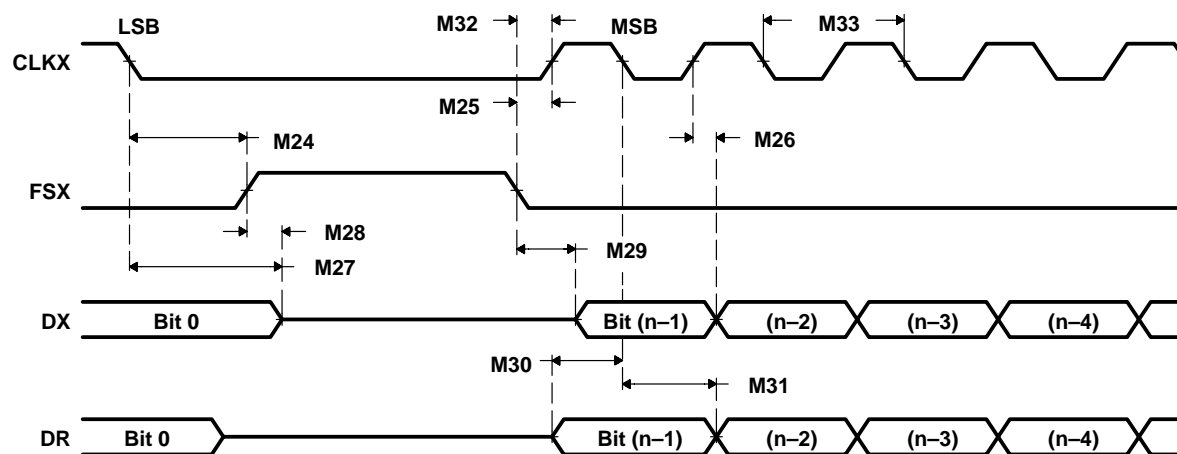 LSB
M32
MSB
M33
CLKX
M25
M24
M26
FSX
M28
M29
M27
DX
Bit 0
Bit (n–1)
(n–2)
(n–3)
(n–4)
M30
M31
DR
Bit 0
Bit (n–1)
(n–2)
(n–3)
(n–4)